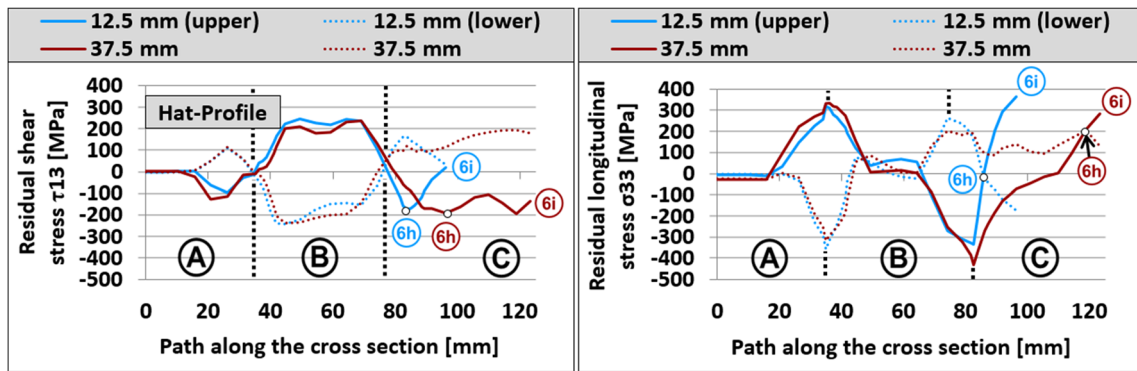 12.5 mm (upper) 12.5 mm (lower)
37.5 mm 37.5 mm
Residual shear
stress τ13 [MPa]
400
300
200
100
0
-100
-200
-300
-400
-500
Hat-Profile
6i
6h
6h
6i
A B C
0 20 40 60 80 100 120
Path along the cross section [mm]
12.5 mm (upper) 12.5 mm (lower)
37.5 mm 37.5 mm
Residual longitudinal
stress σ33 [MPa]
400
300
200
100
0
-100
-200
-300
-400
-500
6i
6i
6h
6h
A B C
0 20 40 60 80 100 120
Path along the cross section [mm]